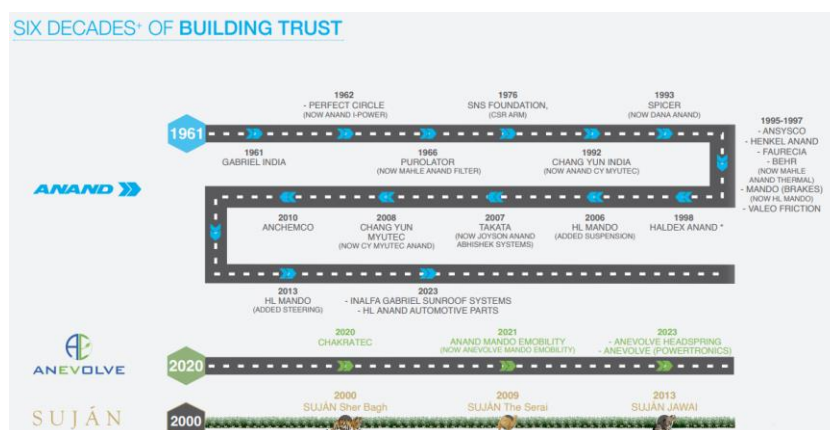 SIX DECADES+ OF BUILDING TRUST
1962
- PERFECT CIRCLE
(NOW ANAND I-POWER)
1976
SNS FOUNDATION,
(CSR ARM)
1993
SPICER
(NOW DANA ANAND)
1961
1961
GABRIEL INDIA
1966
PUROLATOR
(NOW MAHLE ANAND FILTER)
1992
CHANG YUN INDIA
(NOW ANAND CY MYUTEC)
1995-1997
- ANSYSCO
- HENKEL ANAND
- FAURECIA
- BEHR
(NOW MAHLE
ANAND THERMAL)
- MANDO (BRAKES)
(NOW HL MANDO)
- VALEO FRICTION
ANAND
2010
ANCHEMCO
2008
CHANG YUN
MYUTEC
(NOW CY MYUTEC ANAND)
2007
TAKATA
(NOW JOYSON ANAND
ABHISHEK SYSTEMS)
2006
HL MANDO
(ADDED SUSPENSION)
1998
HALDEX ANAND *
2013
HL MANDO
(ADDED STEERING)
2023
- INALFA GABRIEL SUNROOF SYSTEMS
- HL ANAND AUTOMOTIVE PARTS
ANEVOLVE
2020
2020
CHAKRATEC
2021
ANAND MANDO EMOBILITY
(NOW ANEVOLVE MANDO EMOBILITY)
2023
- ANEVOLVE HEADSPRING
- ANEVOLVE (POWERTRONICS)
SUJÁN
2000
2000
SUJÁN Sher Bagh
2009
SUJÁN The Serai
2013
SUJÁN JAWAI